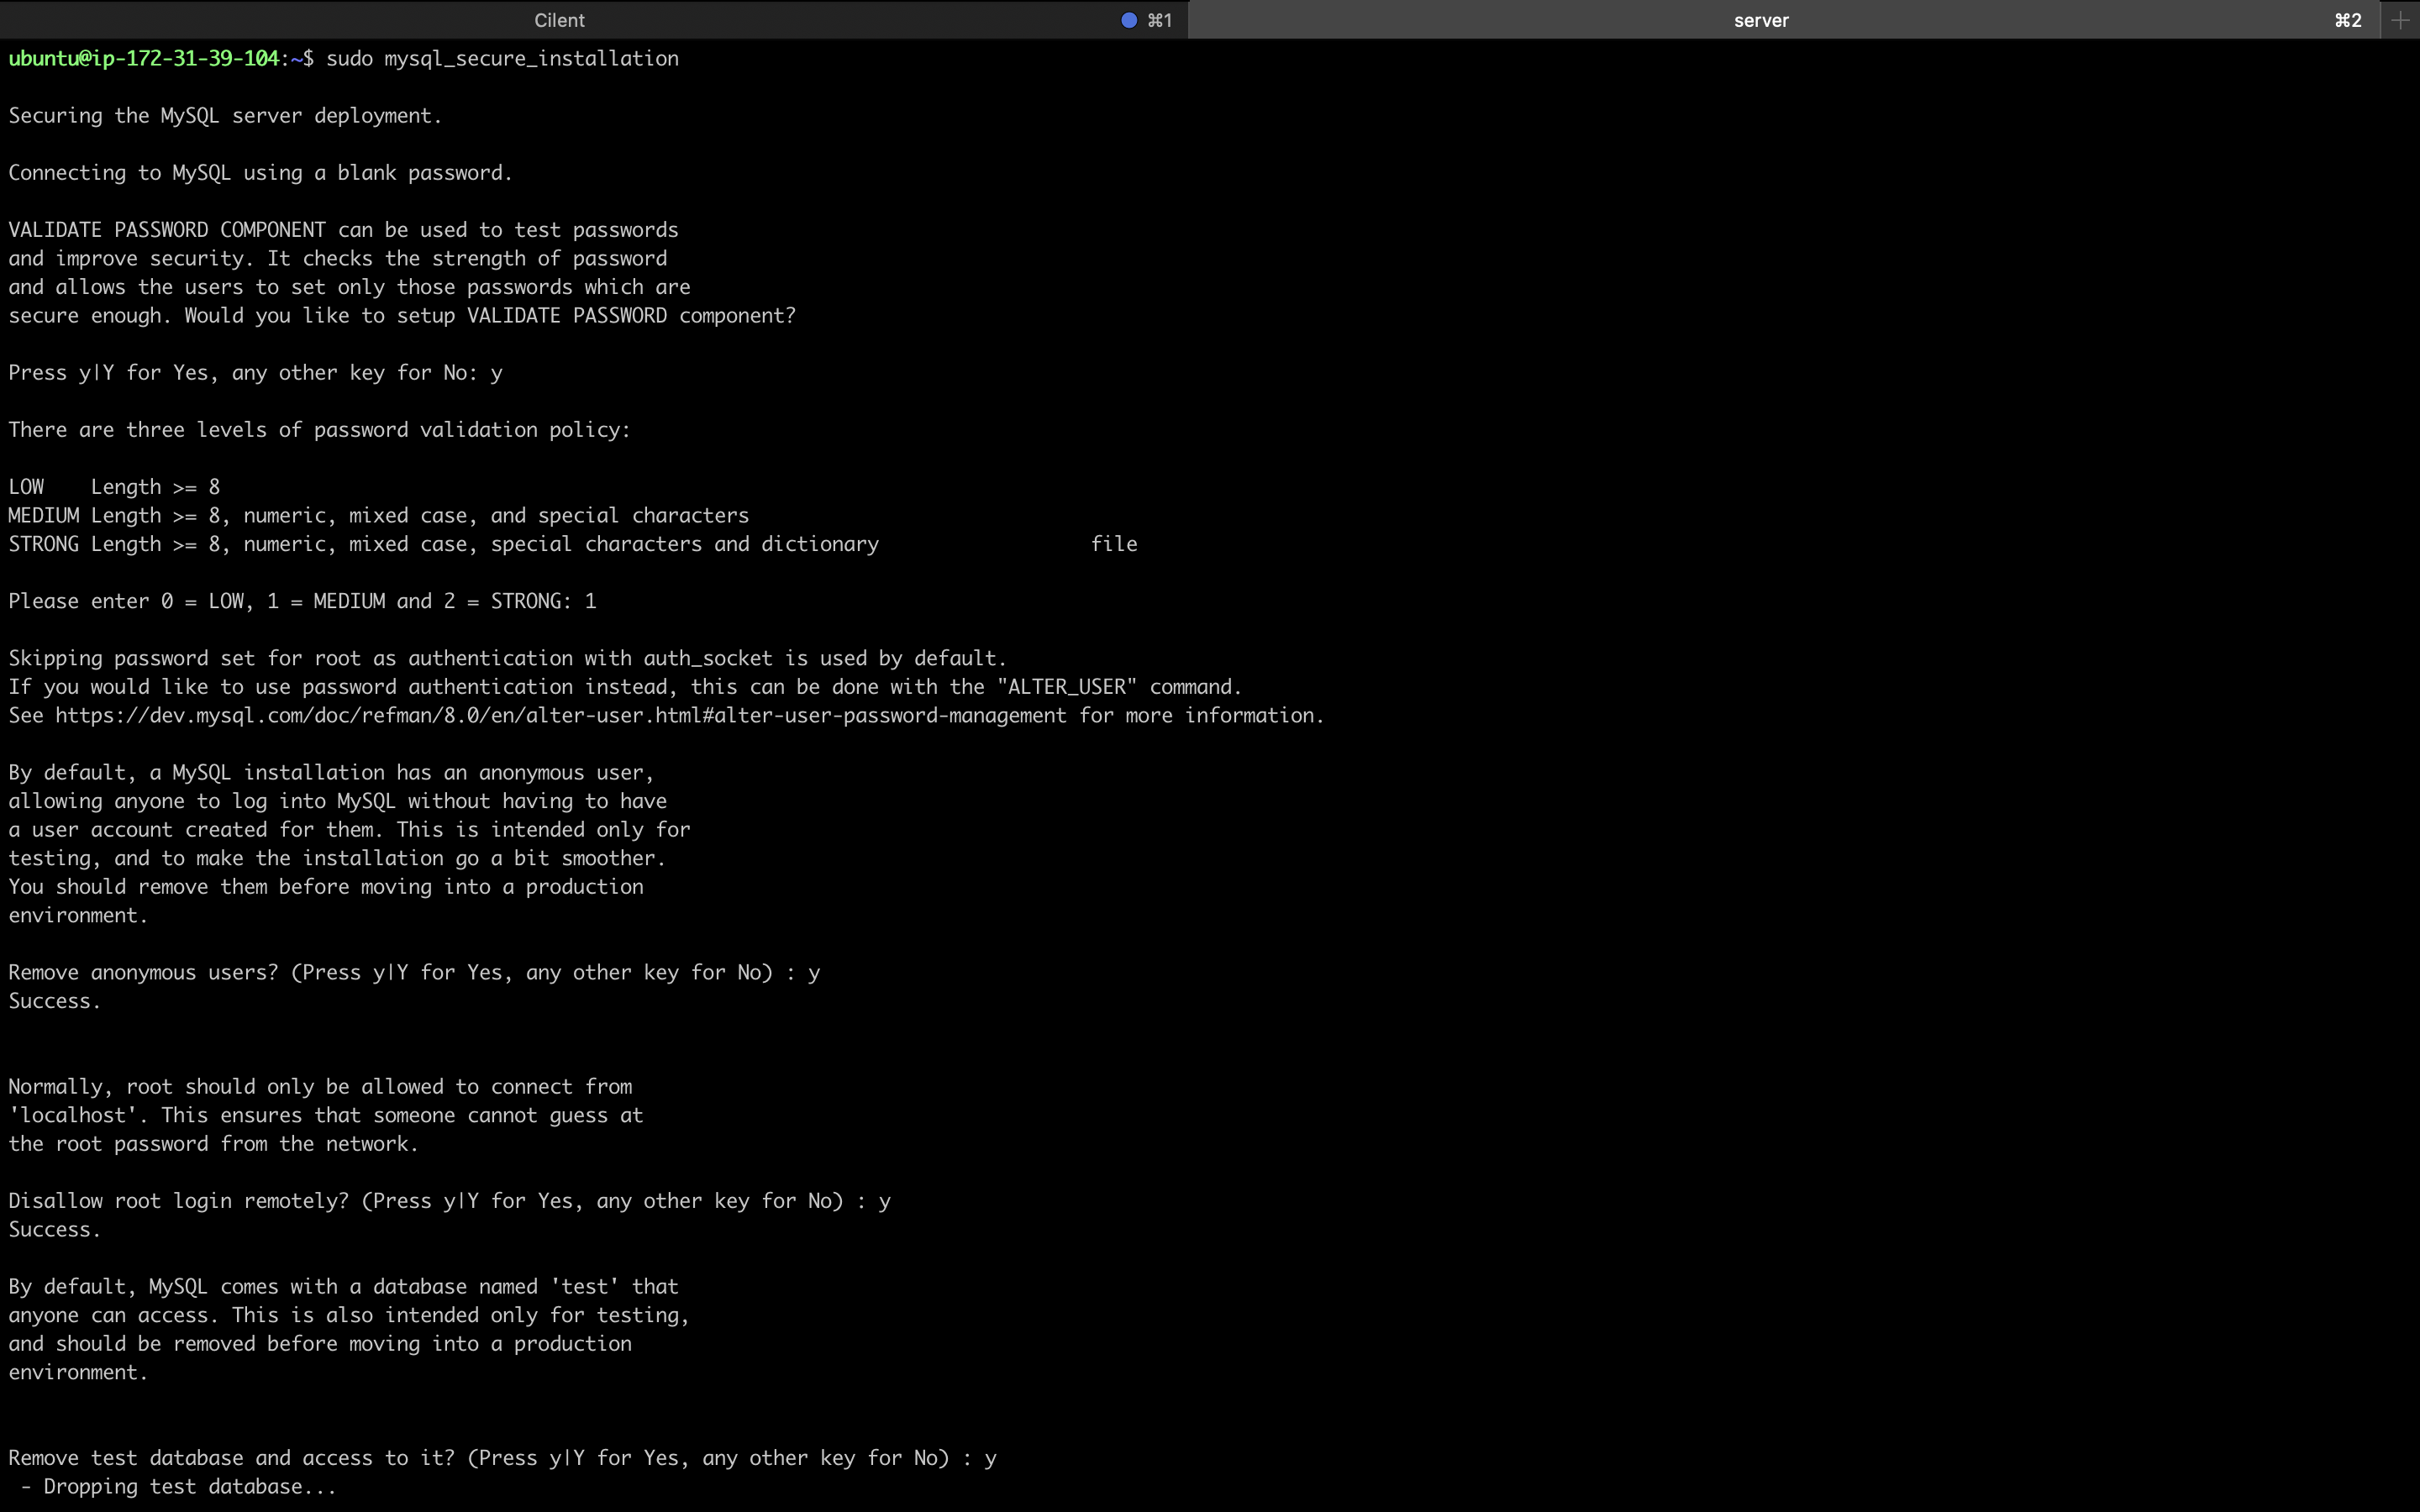 Cilent ⌘1 server ⌘2 +
ubuntu@ip-172-31-39-104:~$ sudo mysql_secure_installation
Securing the MySQL server deployment.
Connecting to MySQL using a blank password.
VALIDATE PASSWORD COMPONENT can be used to test passwords
and improve security. It checks the strength of password
and allows the users to set only those passwords which are
secure enough. Would you like to setup VALIDATE PASSWORD component?
Press y|Y for Yes, any other key for No: y
There are three levels of password validation policy:
LOW    Length >= 8
MEDIUM Length >= 8, numeric, mixed case, and special characters
STRONG Length >= 8, numeric, mixed case, special characters and dictionary                  file
Please enter 0 = LOW, 1 = MEDIUM and 2 = STRONG: 1
Skipping password set for root as authentication with auth_socket is used by default.
If you would like to use password authentication instead, this can be done with the "ALTER_USER" command.
See https://dev.mysql.com/doc/refman/8.0/en/alter-user.html#alter-user-password-management for more information.
By default, a MySQL installation has an anonymous user,
allowing anyone to log into MySQL without having to have
a user account created for them. This is intended only for
testing, and to make the installation go a bit smoother.
You should remove them before moving into a production
environment.
Remove anonymous users? (Press y|Y for Yes, any other key for No) : y
Success.
Normally, root should only be allowed to connect from
'localhost'. This ensures that someone cannot guess at
the root password from the network.
Disallow root login remotely? (Press y|Y for Yes, any other key for No) : y
Success.
By default, MySQL comes with a database named 'test' that
anyone can access. This is also intended only for testing,
and should be removed before moving into a production
environment.
Remove test database and access to it? (Press y|Y for Yes, any other key for No) : y
 - Dropping test database...